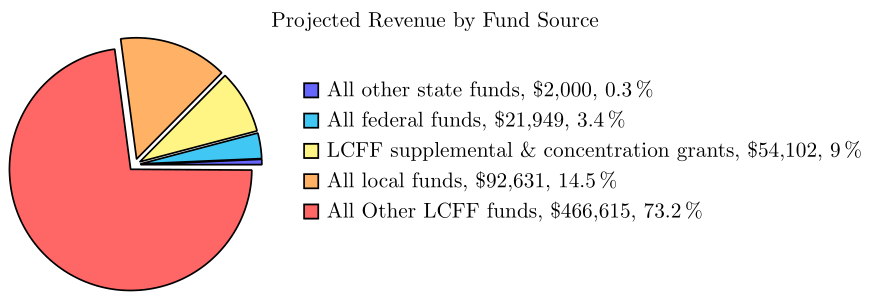 Projected Revenue by Fund Source
All other state funds, $2,000, 0.3 %
All federal funds, $21,949, 3.4 %
LCFF supplemental & concentration grants, $54,102, 9 %
All local funds, $92,631, 14.5 %
All Other LCFF funds, $466,615, 73.2 %